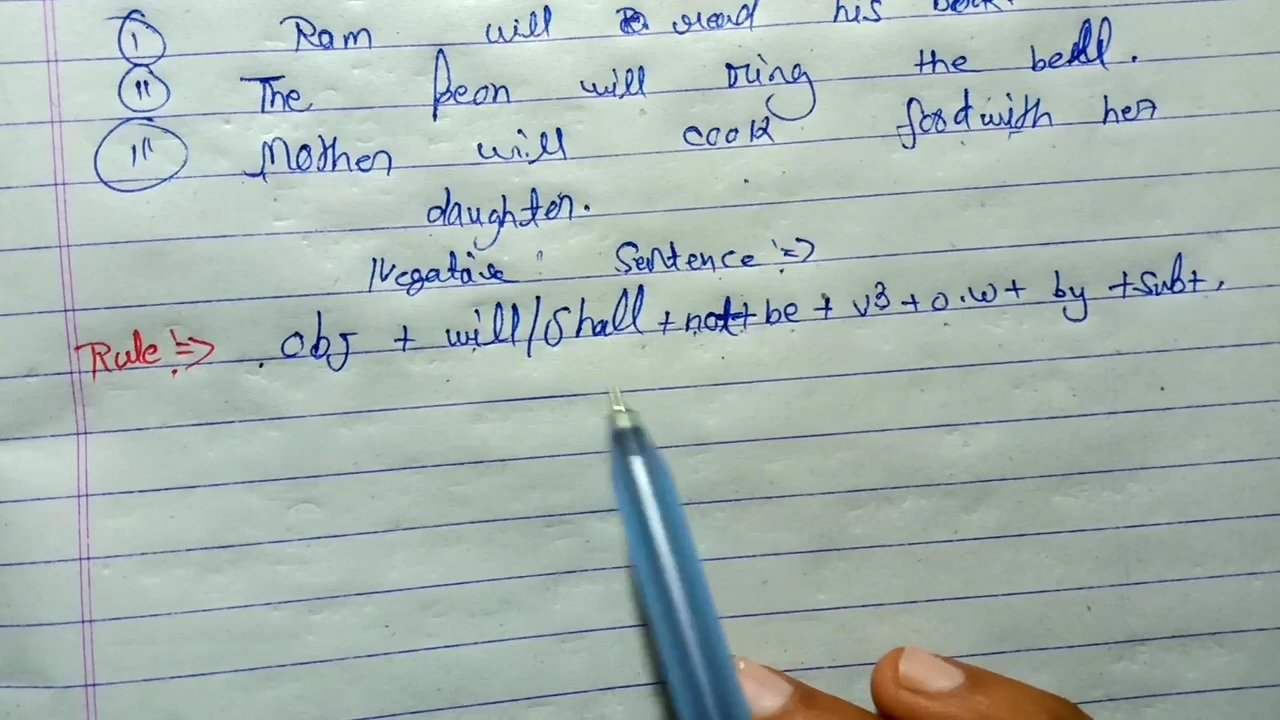 (i) Ram will read his book.
(ii) The peon will ring the bell.
(iii) Mother will cook food with her
daughter.
Negative Sentence :=>
Rule :=> obj + will/shall + not + be + v3 + o.w + by + subt.